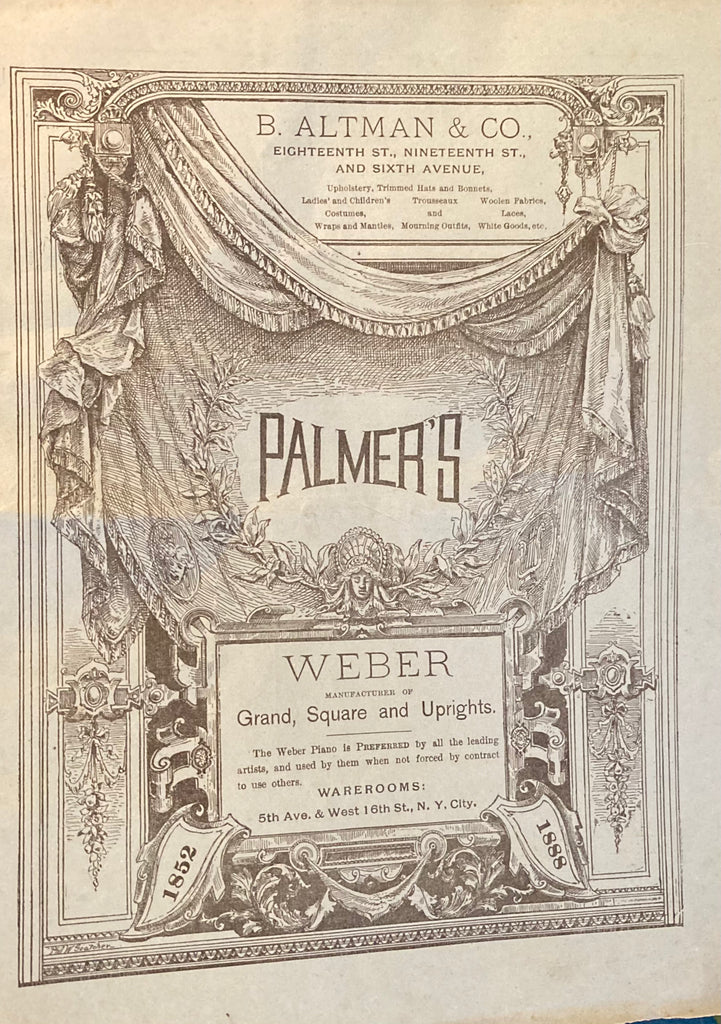 B. ALTMAN & CO.,
EIGHTEENTH ST., NINETEENTH ST.,
AND SIXTH AVENUE,
Upholstery, Trimmed Hats and Bonnets,
Ladies' and Children's Trousseaux Woolen Fabrics,
Costumes, and Laces,
Wraps and Mantles, Mourning Outfits, White Goods, etc.
PALMER'S
WEBER
MANUFACTURER OF
Grand, Square and Uprights.
The Weber Piano is PREFERRED by all the leading
artists, and used by them when not forced by contract
to use others.
WAREROOMS:
5th Ave. & West 16th St., N. Y. City.
1852
1888